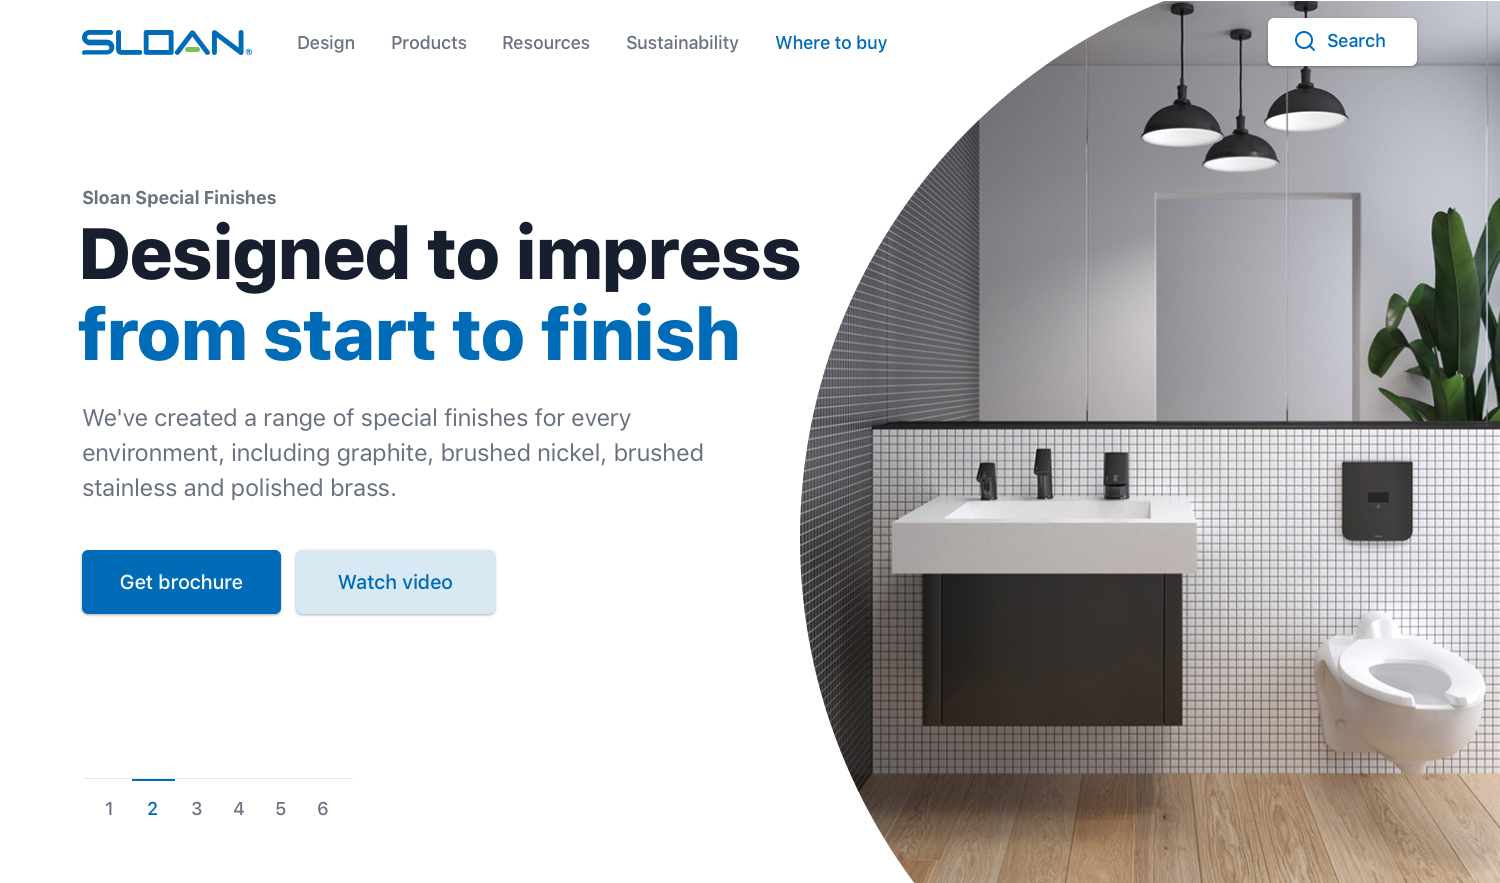 SLOAN®
Design
Products
Resources
Sustainability
Where to buy
Search
Sloan Special Finishes
Designed to impress
from start to finish
We've created a range of special finishes for every
environment, including graphite, brushed nickel, brushed
stainless and polished brass.
Get brochure
Watch video
1 2 3 4 5 6